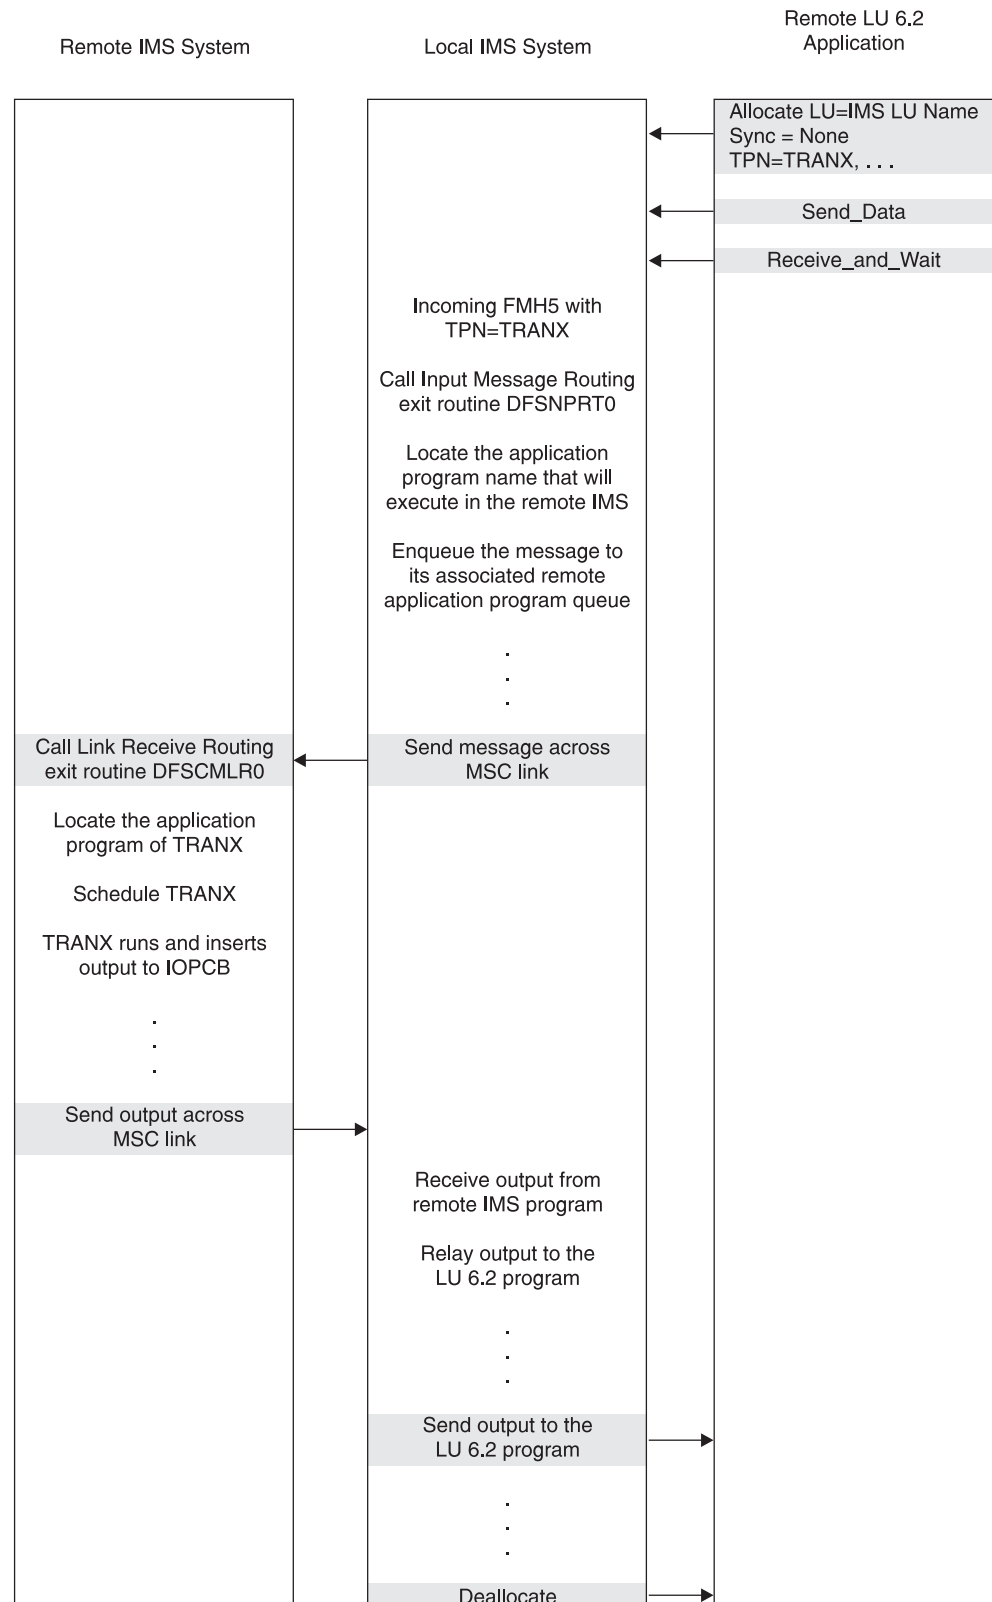 Remote IMS System
Local IMS System
Remote LU 6.2
Application
Allocate LU=IMS LU Name
Sync = None
TPN=TRANX, . . .
Send_Data
Receive_and_Wait
Incoming FMH5 with
TPN=TRANX
Call Input Message Routing
exit routine DFSNPRT0
Locate the application
program name that will
execute in the remote IMS
Enqueue the message to
its associated remote
application program queue
.
.
.
Send message across
MSC link
Call Link Receive Routing
exit routine DFSCMLR0
Locate the application
program of TRANX
Schedule TRANX
TRANX runs and inserts
output to IOPCB
.
.
.
Send output across
MSC link
Receive output from
remote IMS program
Relay output to the
LU 6.2 program
.
.
.
Send output to the
LU 6.2 program
.
.
.
Deallocate